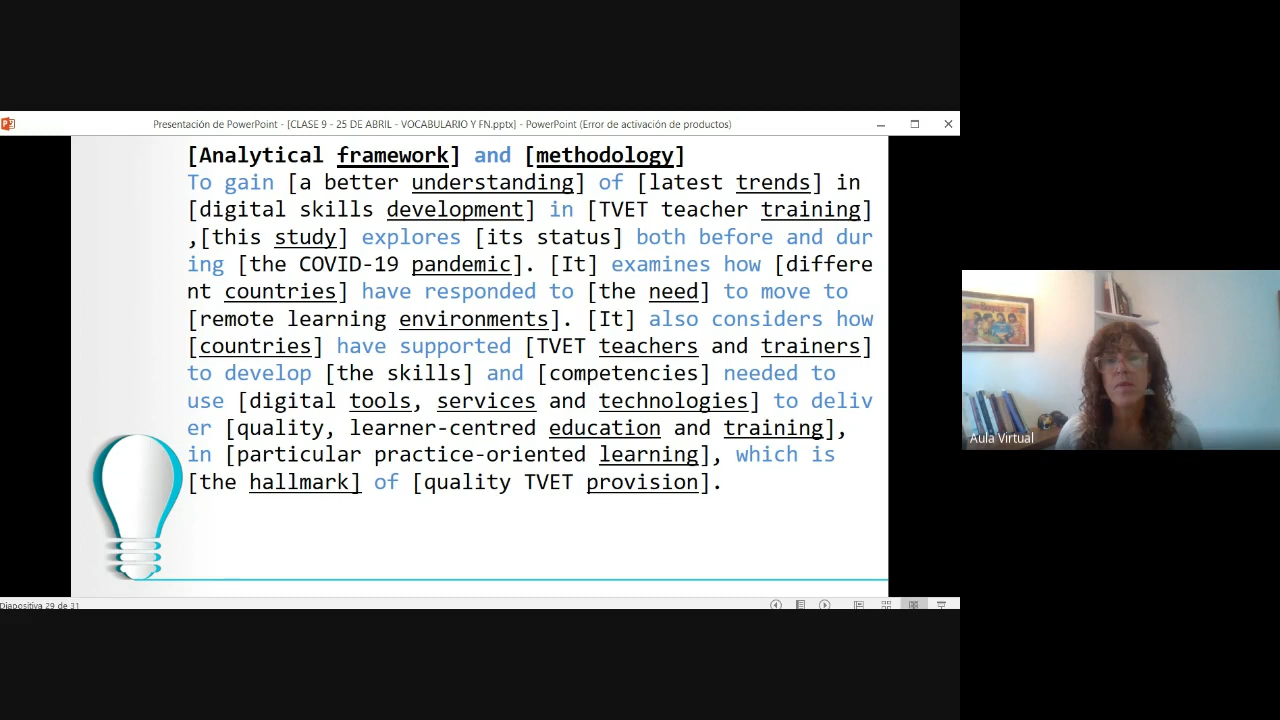 Presentación de PowerPoint - [CLASE 9 - 25 DE ABRIL - VOCABULARIO Y FN.pptx] - PowerPoint (Error de activación de productos)
[Analytical framework] and [methodology]
To gain [a better understanding] of [latest trends] in
[digital skills development] in [TVET teacher training]
,[this study] explores [its status] both before and dur
ing [the COVID-19 pandemic]. [It] examines how [differe
nt countries] have responded to [the need] to move to
[remote learning environments]. [It] also considers how
[countries] have supported [TVET teachers and trainers]
to develop [the skills] and [competencies] needed to
use [digital tools, services and technologies] to deliv
er [quality, learner-centred education and training],
in [particular practice-oriented learning], which is
[the hallmark] of [quality TVET provision].
Diapositiva 29 de 31
Aula Virtual